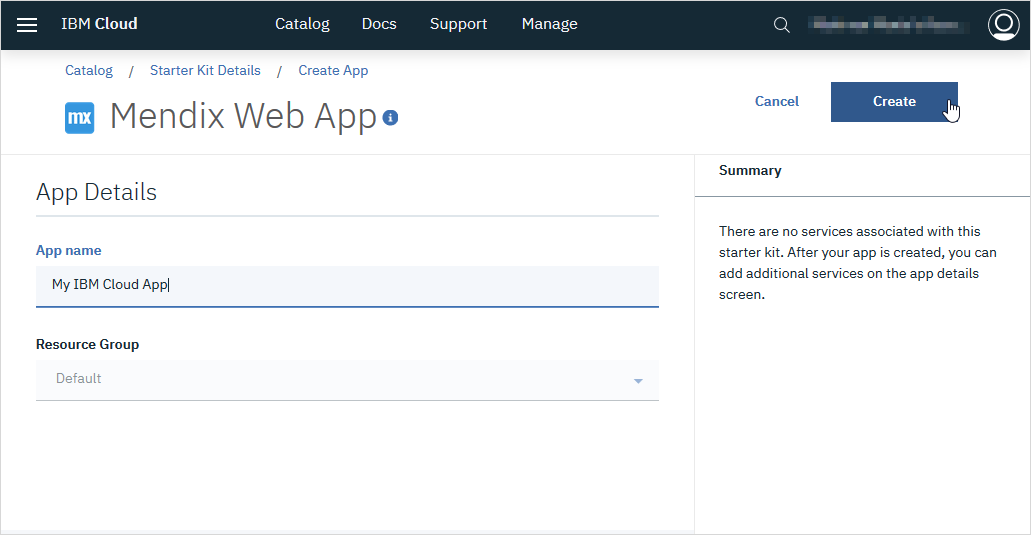 IBM Cloud Catalog Docs Support Manage
Catalog / Starter Kit Details / Create App
mx Mendix Web App i
Cancel Create
App Details
App name
My IBM Cloud App
Resource Group
Default
Summary
There are no services associated with this
starter kit. After your app is created, you can
add additional services on the app details
screen.